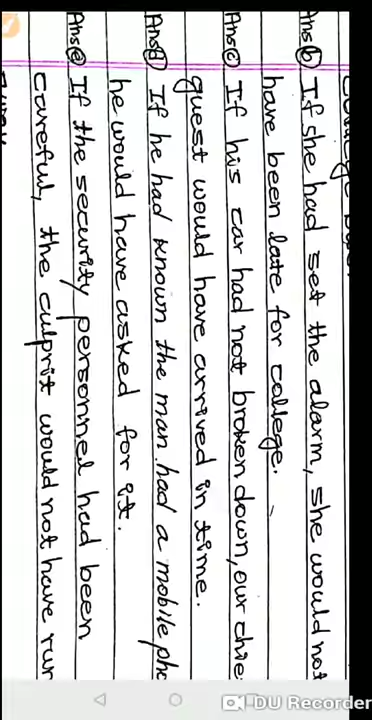 Ans(b) If she had set the alarm, she would not
have been late for college.
Ans(c) If his car had not broken down, our chie
guest would have arrived in time.
Ans(d) If he had known the man had a mobile pho
he would have asked for it.
Ans(e) If the security personnel had been
careful, the culprit would not have run
DU Recorder